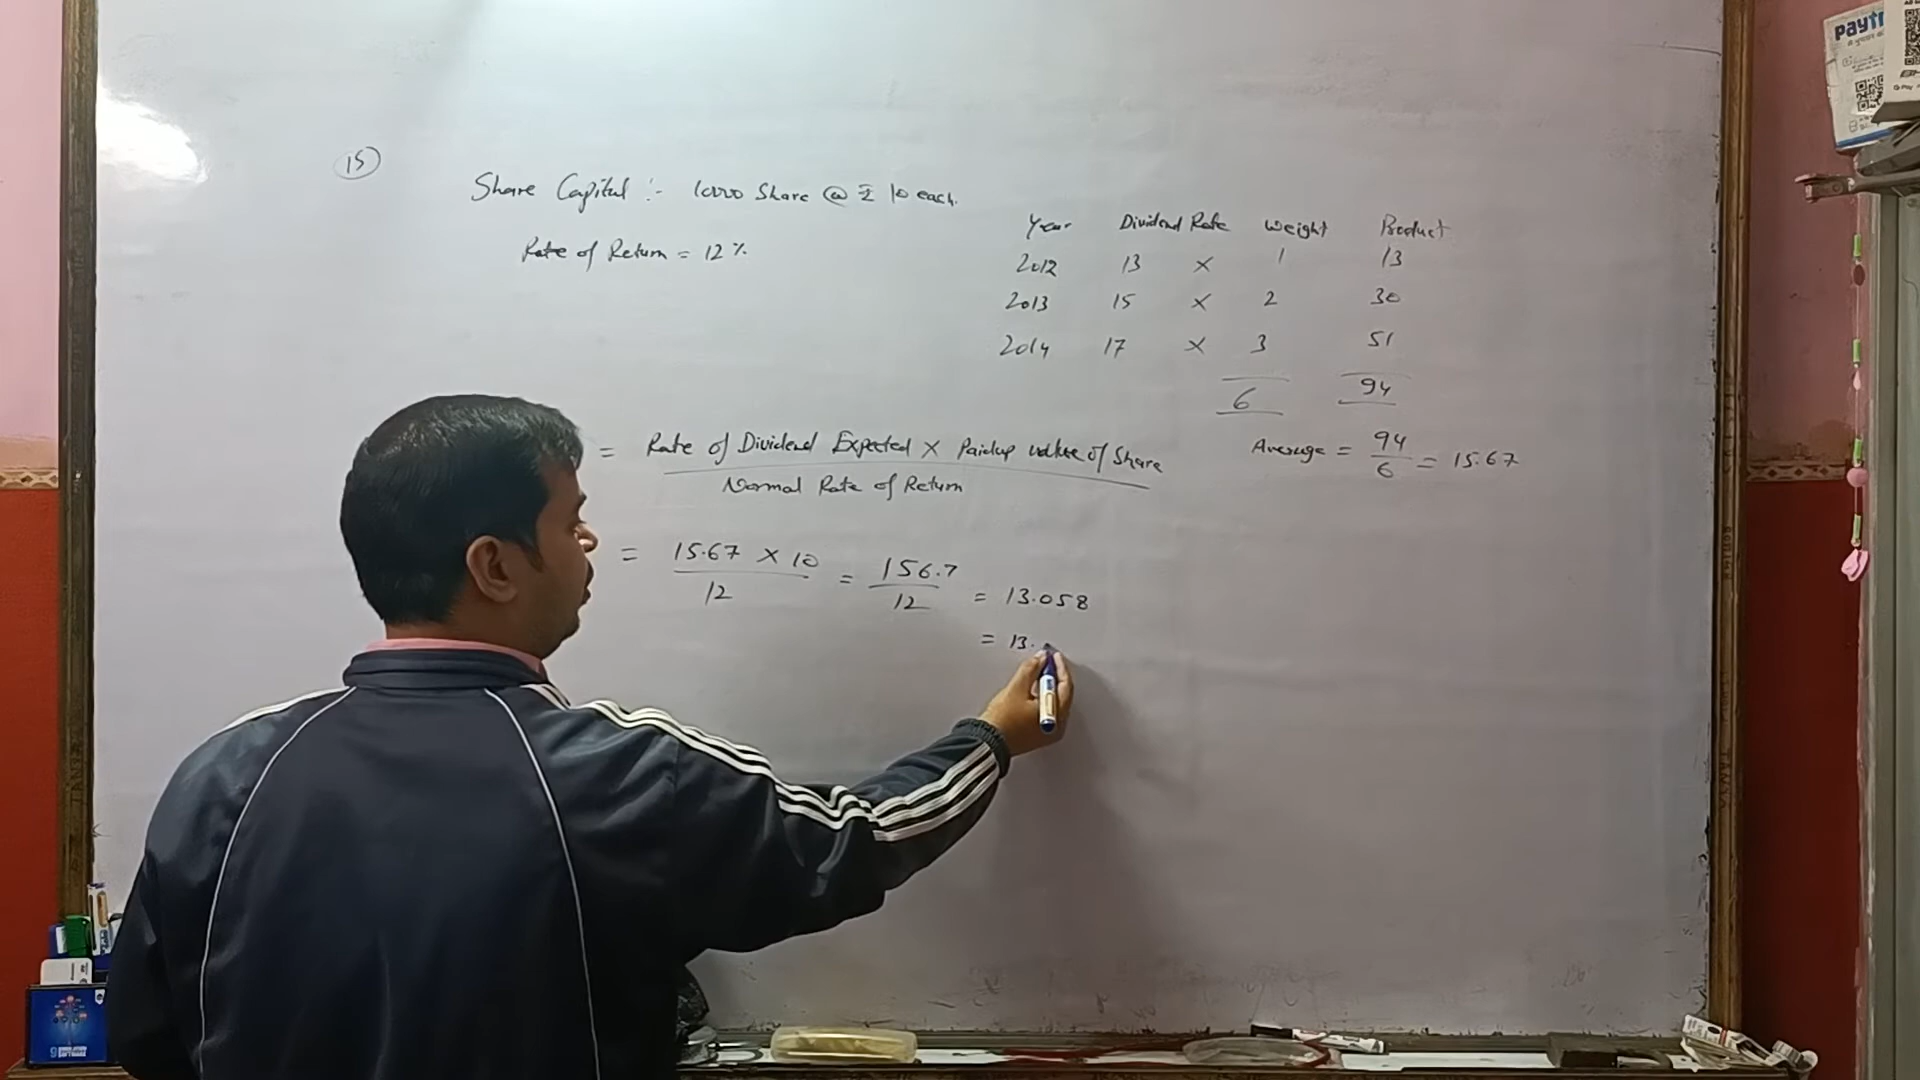 15
Share Capital :- 1000 Share @ ₹ 10 each.
Rate of Return = 12 %
Year Dividend Rate Weight Product
2012 13 × 1 13
2013 15 × 2 30
2014 17 × 3 51
6 94
Average = 94/6 = 15.67
= Rate of Dividend Expected × Paidup value of Share
Normal Rate of Return
= 15.67 × 10 / 12 = 156.7 / 12 = 13.058
= 13.
paytm